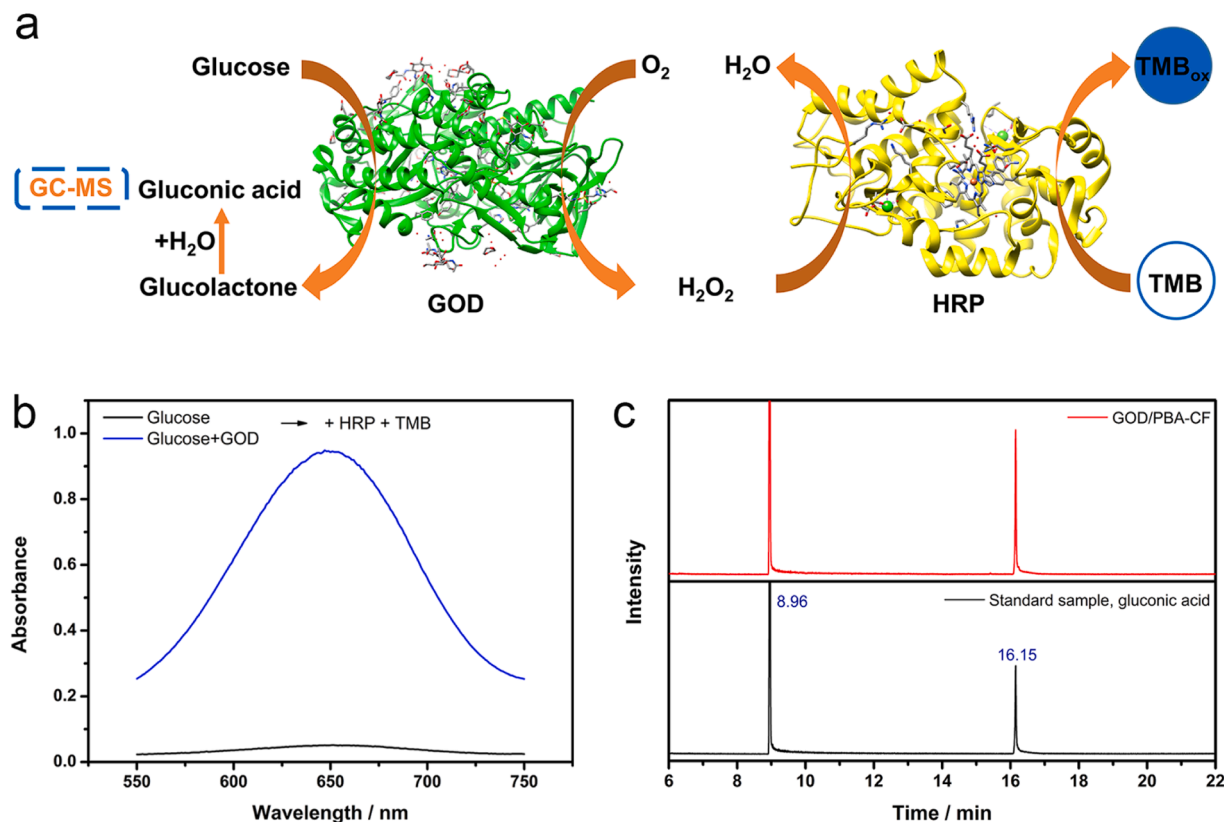 a
Glucose
O₂
H₂O
TMBox
GC-MS
Gluconic acid
+H₂O
Glucolactone
GOD
H₂O₂
HRP
TMB
b
Glucose
Glucose+GOD
+ HRP + TMB
1.0
0.8
0.6
0.4
0.2
0.0
Absorbance
550
600
650
700
750
Wavelength / nm
c
GOD/PBA-CF
Standard sample, gluconic acid
8.96
16.15
Intensity
6
8
10
12
14
16
18
20
22
Time / min